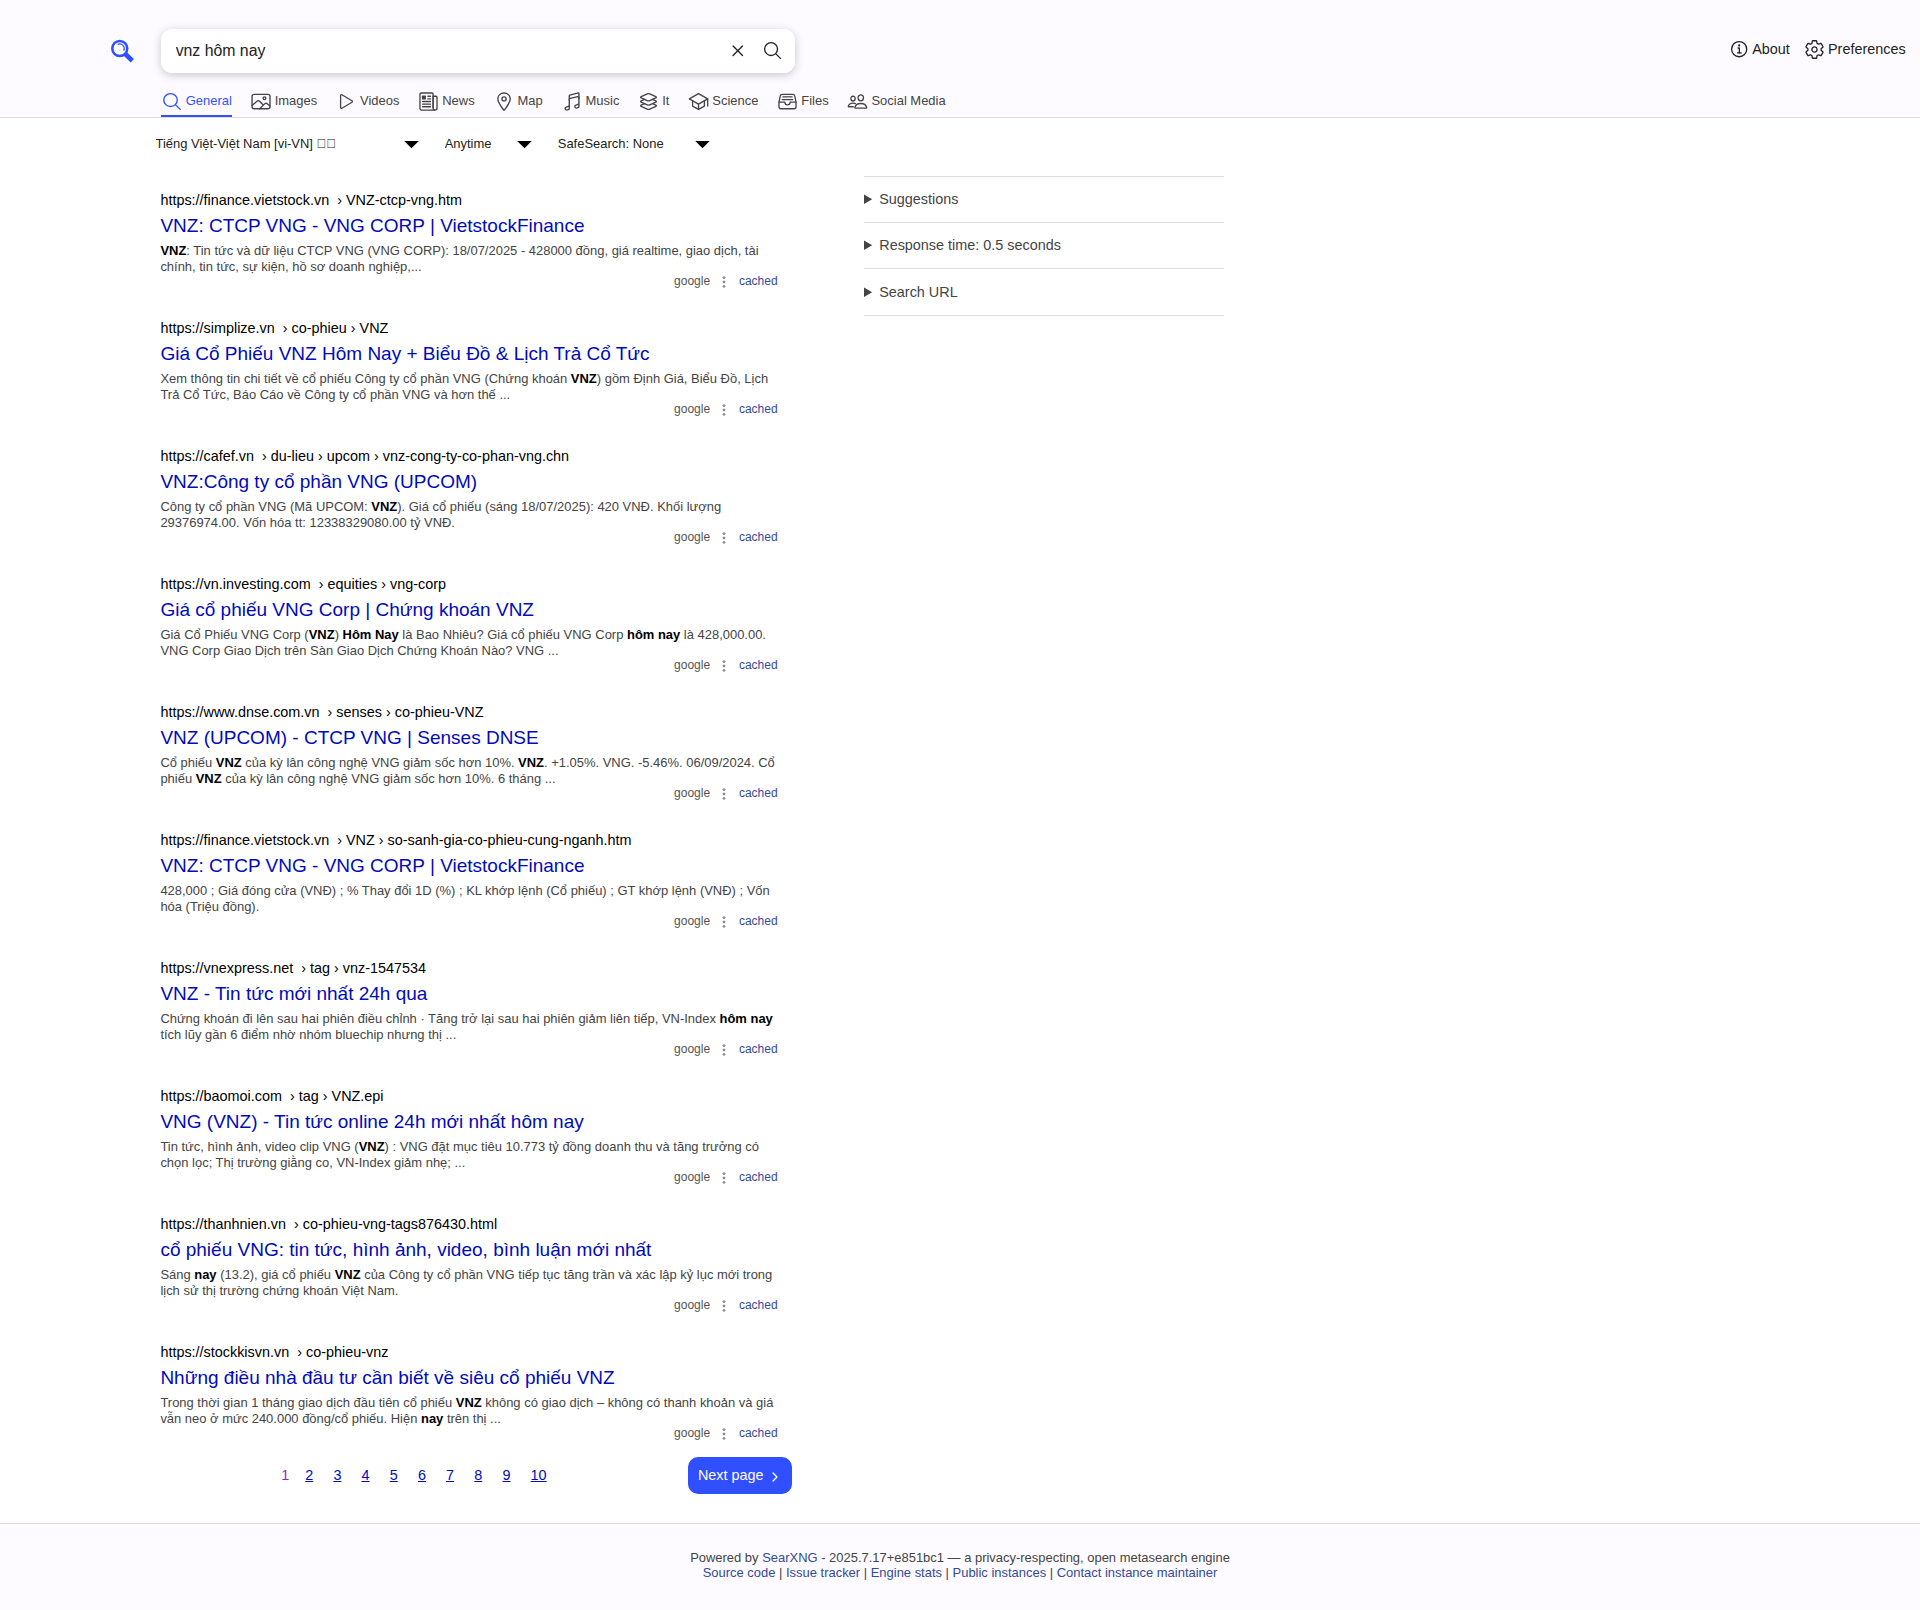 vnz hôm nay
About
Preferences
General
Images
Videos
News
Map
Music
It
Science
Files
Social Media
Tiếng Việt-Việt Nam [vi-VN]
Anytime
SafeSearch: None
https://finance.vietstock.vn › VNZ-ctcp-vng.htm
VNZ: CTCP VNG - VNG CORP | VietstockFinance
VNZ: Tin tức và dữ liệu CTCP VNG (VNG CORP): 18/07/2025 - 428000 đồng, giá realtime, giao dịch, tài
chính, tin tức, sự kiện, hồ sơ doanh nghiệp,...
google
cached
https://simplize.vn › co-phieu › VNZ
Giá Cổ Phiếu VNZ Hôm Nay + Biểu Đồ & Lịch Trả Cổ Tức
Xem thông tin chi tiết về cổ phiếu Công ty cổ phần VNG (Chứng khoán VNZ) gồm Định Giá, Biểu Đồ, Lịch
Trả Cổ Tức, Báo Cáo về Công ty cổ phần VNG và hơn thế ...
google
cached
https://cafef.vn › du-lieu › upcom › vnz-cong-ty-co-phan-vng.chn
VNZ:Công ty cổ phần VNG (UPCOM)
Công ty cổ phần VNG (Mã UPCOM: VNZ). Giá cổ phiếu (sáng 18/07/2025): 420 VNĐ. Khối lượng
29376974.00. Vốn hóa tt: 12338329080.00 tỷ VNĐ.
google
cached
https://vn.investing.com › equities › vng-corp
Giá cổ phiếu VNG Corp | Chứng khoán VNZ
Giá Cổ Phiếu VNG Corp (VNZ) Hôm Nay là Bao Nhiêu? Giá cổ phiếu VNG Corp hôm nay là 428,000.00.
VNG Corp Giao Dịch trên Sàn Giao Dịch Chứng Khoán Nào? VNG ...
google
cached
https://www.dnse.com.vn › senses › co-phieu-VNZ
VNZ (UPCOM) - CTCP VNG | Senses DNSE
Cổ phiếu VNZ của kỳ lân công nghệ VNG giảm sốc hơn 10%. VNZ. +1.05%. VNG. -5.46%. 06/09/2024. Cổ
phiếu VNZ của kỳ lân công nghệ VNG giảm sốc hơn 10%. 6 tháng ...
google
cached
https://finance.vietstock.vn › VNZ › so-sanh-gia-co-phieu-cung-nganh.htm
VNZ: CTCP VNG - VNG CORP | VietstockFinance
428,000 ; Giá đóng cửa (VNĐ) ; % Thay đổi 1D (%) ; KL khớp lệnh (Cổ phiếu) ; GT khớp lệnh (VNĐ) ; Vốn
hóa (Triệu đồng).
google
cached
https://vnexpress.net › tag › vnz-1547534
VNZ - Tin tức mới nhất 24h qua
Chứng khoán đi lên sau hai phiên điều chỉnh · Tăng trở lại sau hai phiên giảm liên tiếp, VN-Index hôm nay
tích lũy gần 6 điểm nhờ nhóm bluechip nhưng thị ...
google
cached
https://baomoi.com › tag › VNZ.epi
VNG (VNZ) - Tin tức online 24h mới nhất hôm nay
Tin tức, hình ảnh, video clip VNG (VNZ) : VNG đặt mục tiêu 10.773 tỷ đồng doanh thu và tăng trưởng có
chọn lọc; Thị trường giằng co, VN-Index giảm nhẹ; ...
google
cached
https://thanhnien.vn › co-phieu-vng-tags876430.html
cổ phiếu VNG: tin tức, hình ảnh, video, bình luận mới nhất
Sáng nay (13.2), giá cổ phiếu VNZ của Công ty cổ phần VNG tiếp tục tăng trần và xác lập kỷ lục mới trong
lịch sử thị trường chứng khoán Việt Nam.
google
cached
https://stockkisvn.vn › co-phieu-vnz
Những điều nhà đầu tư cần biết về siêu cổ phiếu VNZ
Trong thời gian 1 tháng giao dịch đầu tiên cổ phiếu VNZ không có giao dịch – không có thanh khoản và giá
vẫn neo ở mức 240.000 đồng/cổ phiếu. Hiện nay trên thị ...
google
cached
Suggestions
Response time: 0.5 seconds
Search URL
1 2 3 4 5 6 7 8 9 10
Next page
Powered by SearXNG - 2025.7.17+e851bc1 — a privacy-respecting, open metasearch engine
Source code | Issue tracker | Engine stats | Public instances | Contact instance maintainer